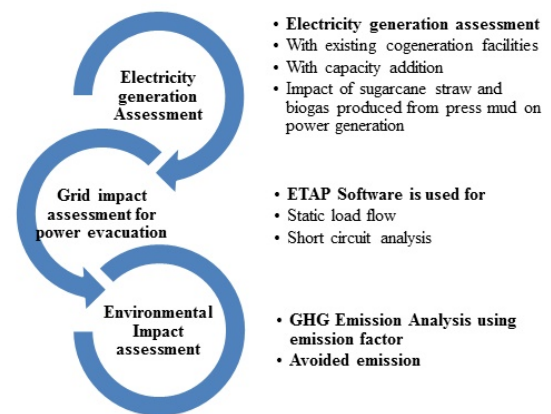 Electricity
generation
Assessment
• Electricity generation assessment
• With existing cogeneration facilities
• With capacity addition
• Impact of sugarcane straw and
biogas produced from press mud on
power generation
Grid impact
assessment for
power evacuation
• ETAP Software is used for
• Static load flow
• Short circuit analysis
Environmental
Impact
assessment
• GHG Emission Analysis using
emission factor
• Avoided emission